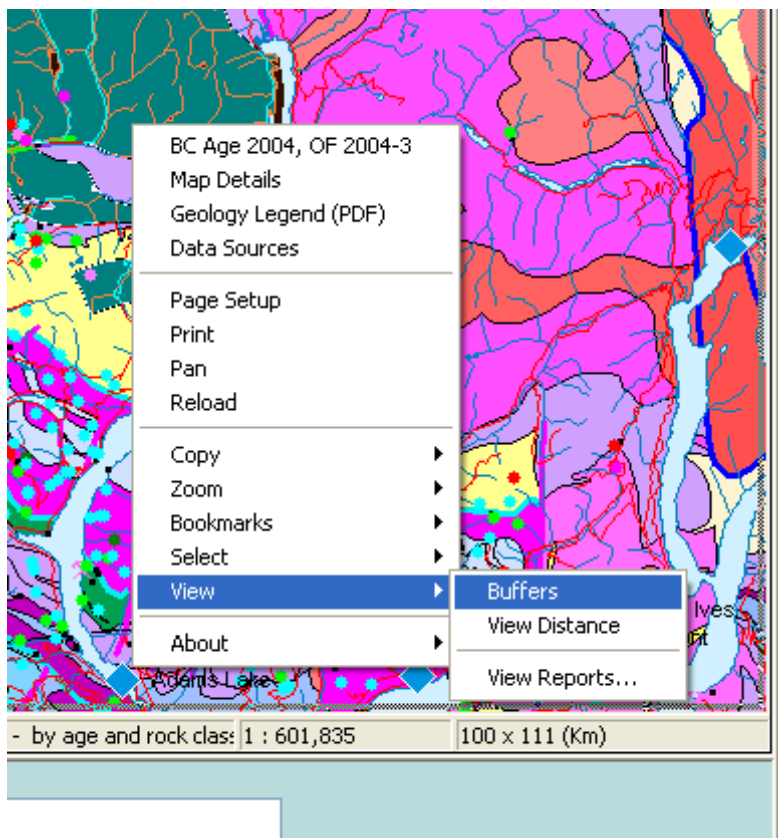 BC Age 2004, OF 2004-3
Map Details
Geology Legend (PDF)
Data Sources
Page Setup
Print
Pan
Reload
Copy
Zoom
Bookmarks
Select
View
About
Buffers
View Distance
View Reports...
Ives
Adams Lake
- by age and rock class
1 : 601,835
100 x 111 (Km)